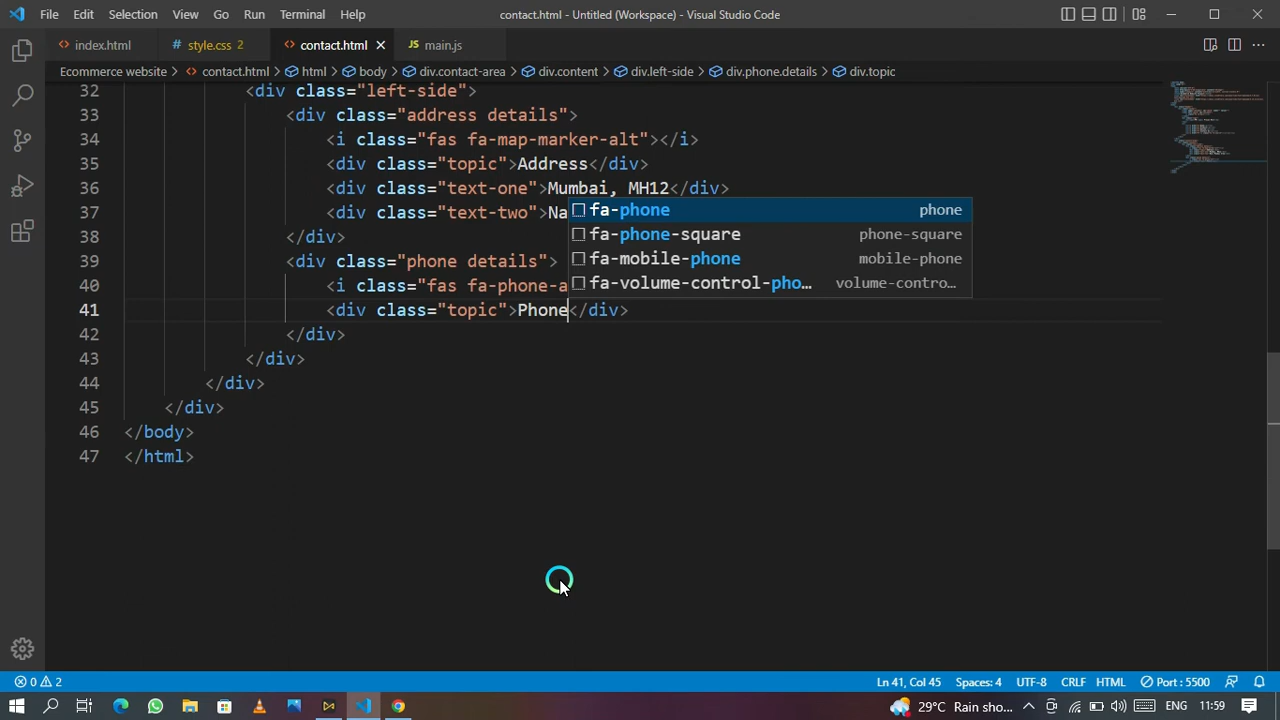 File Edit Selection View Go Run Terminal Help contact.html - Untitled (Workspace) - Visual Studio Code
index.html # style.css 2 contact.html JS main.js
Ecommerce website > contact.html > html > body > div.contact-area > div.content > div.left-side > div.phone.details > div.topic
32 <div class="left-side">
33 <div class="address details">
34 <i class="fas fa-map-marker-alt"></i>
35 <div class="topic">Address</div>
36 <div class="text-one">Mumbai, MH12</div>
37 <div class="text-two">Na
fa-phone phone
fa-phone-square phone-square
38 </div>
39 <div class="phone details">
fa-mobile-phone mobile-phone
40 <i class="fas fa-phone-a
fa-volume-control-pho... volume-contro...
41 <div class="topic">Phone</div>
42 </div>
43 </div>
44 </div>
45 </div>
46 </body>
47 </html>
0 2 Ln 41, Col 45 Spaces: 4 UTF-8 CRLF HTML Port : 5500
29°C Rain sho... ENG 11:59